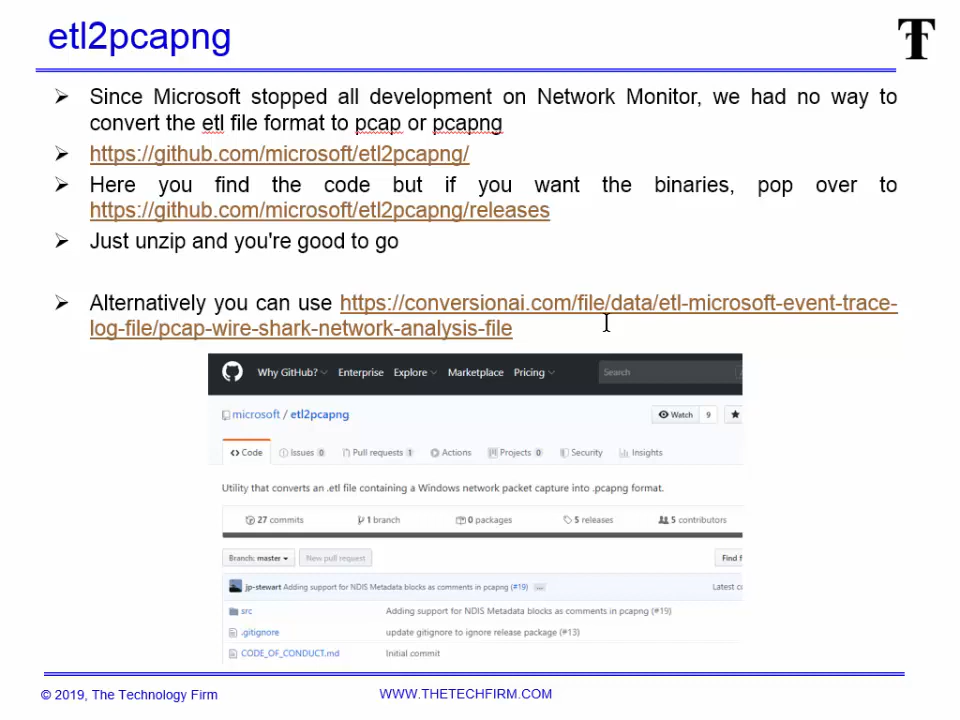 etl2pcapng
Since Microsoft stopped all development on Network Monitor, we had no way to
convert the etl file format to pcap or pcapng
https://github.com/microsoft/etl2pcapng/
Here you find the code but if you want the binaries, pop over to
https://github.com/microsoft/etl2pcapng/releases
Just unzip and you're good to go
Alternatively you can use https://conversionai.com/file/data/etl-microsoft-event-trace-
log-file/pcap-wire-shark-network-analysis-file
Why GitHub? Enterprise Explore Marketplace Pricing Search /
microsoft / etl2pcapng Watch 9
Code Issues 0 Pull requests 1 Actions Projects 0 Security Insights
Utility that converts an .etl file containing a Windows network packet capture into .pcapng format.
27 commits 1 branch 0 packages 5 releases 5 contributors
Branch: master New pull request Find f
jp-stewart Adding support for NDIS Metadata blocks as comments in pcapng (#19) ... Latest co
src Adding support for NDIS Metadata blocks as comments in pcapng (#19)
.gitignore update gitignore to ignore release package (#13)
CODE_OF_CONDUCT.md Initial commit
© 2019, The Technology Firm WWW.THETECHFIRM.COM